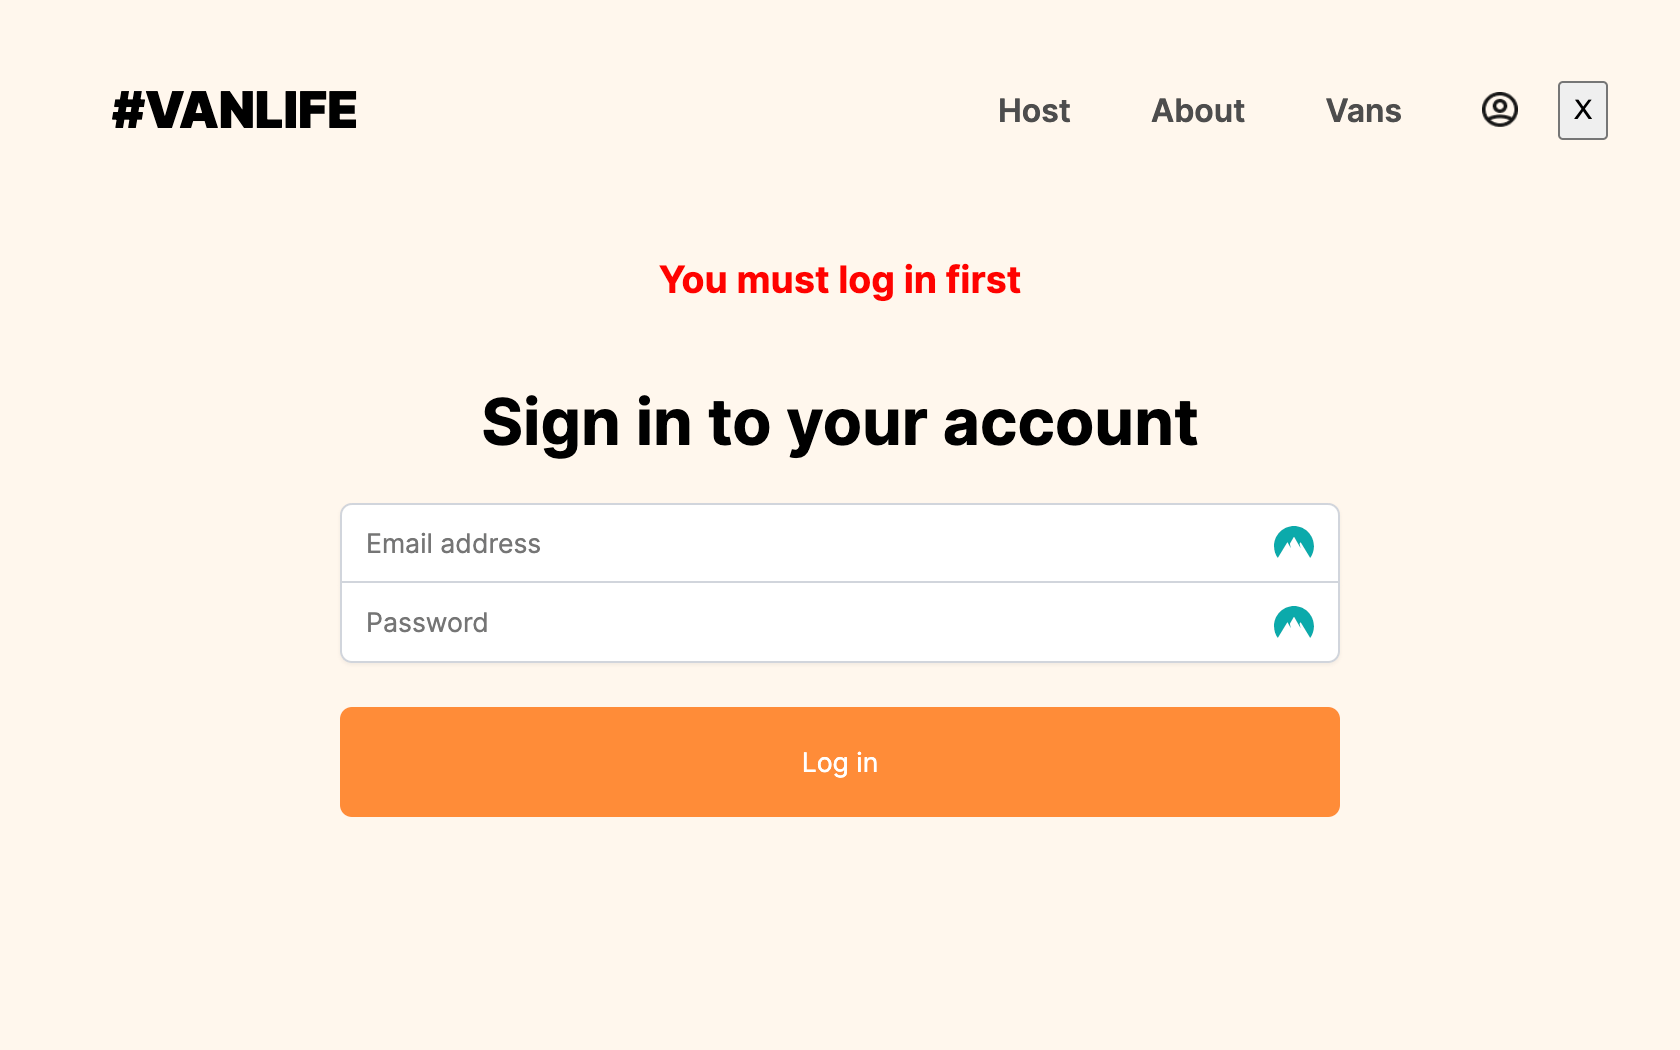 #VANLIFE Host About Vans X
You must log in first
Sign in to your account
Email address
Password
Log in